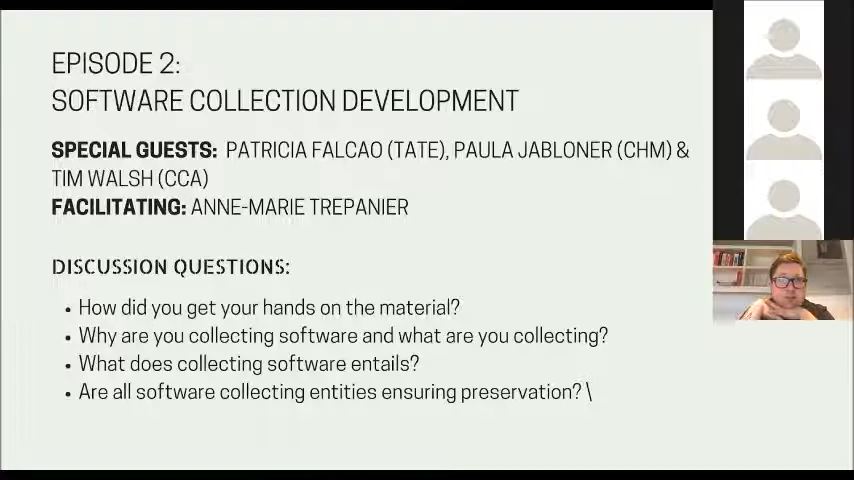 EPISODE 2:
SOFTWARE COLLECTION DEVELOPMENT
SPECIAL GUESTS: PATRICIA FALCAO (TATE), PAULA JABLONER (CHM) &
TIM WALSH (CCA)
FACILITATING: ANNE-MARIE TREPANIER
DISCUSSION QUESTIONS:
• How did you get your hands on the material?
• Why are you collecting software and what are you collecting?
• What does collecting software entails?
• Are all software collecting entities ensuring preservation? \